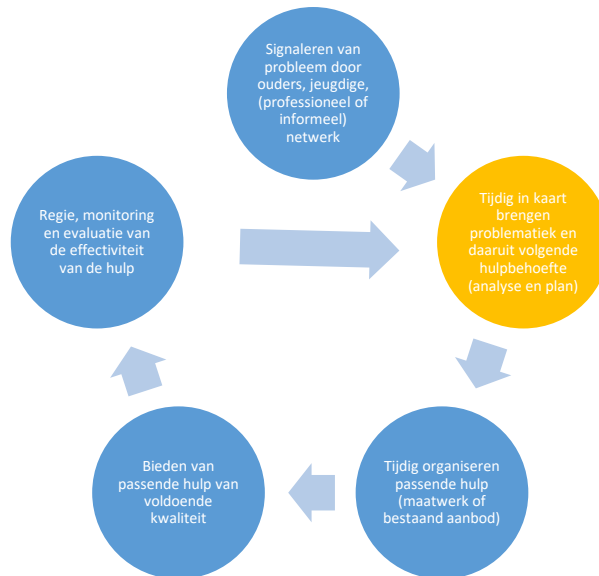 Signaleren van
probleem door
ouders, jeugdige,
(professioneel of
informeel)
netwerk
Tijdig in kaart
brengen
problematiek en
daaruit volgende
hulpbehoefte
(analyse en plan)
Tijdig organiseren
passende hulp
(maatwerk of
bestaand aanbod)
Bieden van
passende hulp van
voldoende
kwaliteit
Regie, monitoring
en evaluatie van
de effectiviteit
van de hulp